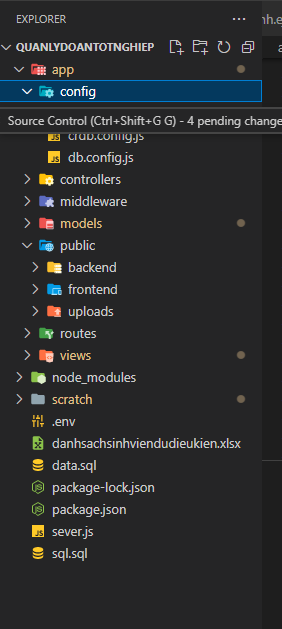 EXPLORER
nh.e
QUANLYDOANTOTNGHIEP
app
config
Source Control (Ctrl+Shift+G G) - 4 pending change
crdb.config.js
db.config.js
controllers
middleware
models
public
backend
frontend
uploads
routes
views
node_modules
scratch
.env
danhsachsinhviendudieukien.xlsx
data.sql
package-lock.json
package.json
sever.js
sql.sql